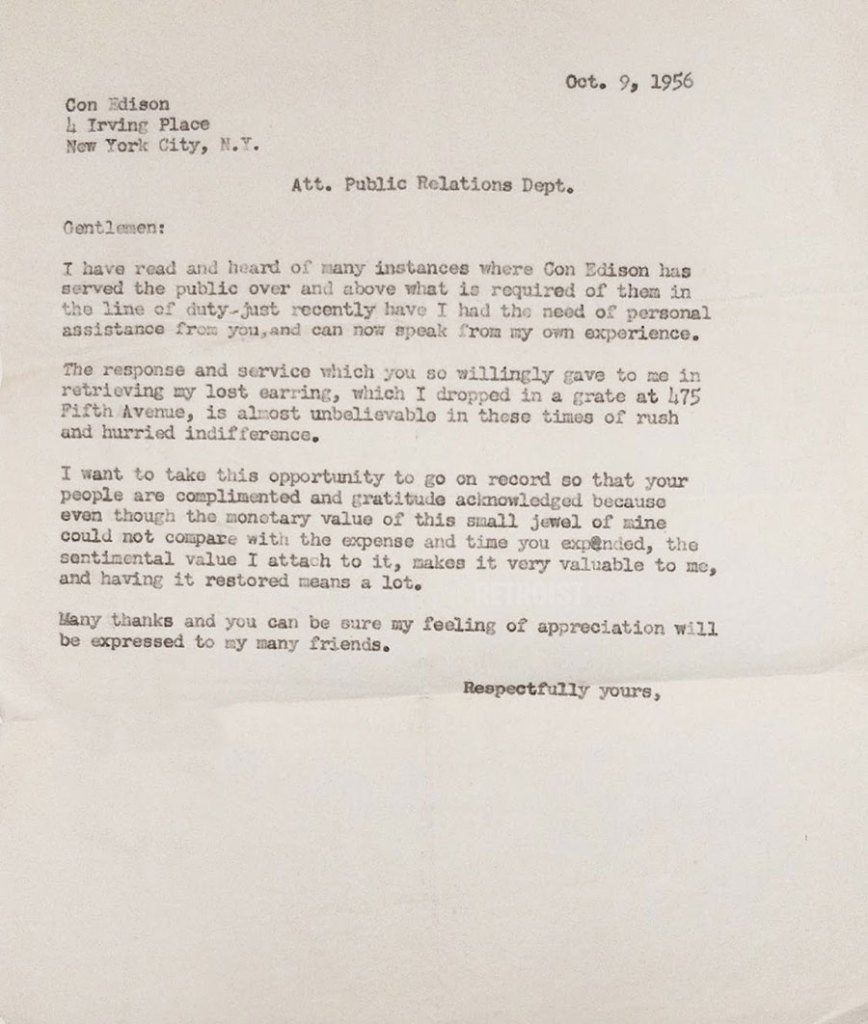 Oct. 9, 1956
Con Edison
4 Irving Place
New York City, N.Y.
Att. Public Relations Dept.
Gentlemen:
I have read and heard of many instances where Con Edison has
served the public over and above what is required of them in
the line of duty-just recently have I had the need of personal
assistance from you,and can now speak from my own experience.
The response and service which you so willingly gave to me in
retrieving my lost earring, which I dropped in a grate at 475
Fifth Avenue, is almost unbelievable in these times of rush
and hurried indifference.
I want to take this opportunity to go on record so that your
people are complimented and gratitude acknowledged because
even though the monetary value of this small jewel of mine
could not compare with the expense and time you expended, the
sentimental value I attach to it, makes it very valuable to me,
and having it restored means a lot.
Many thanks and you can be sure my feeling of appreciation will
be expressed to my many friends.
Respectfully yours,